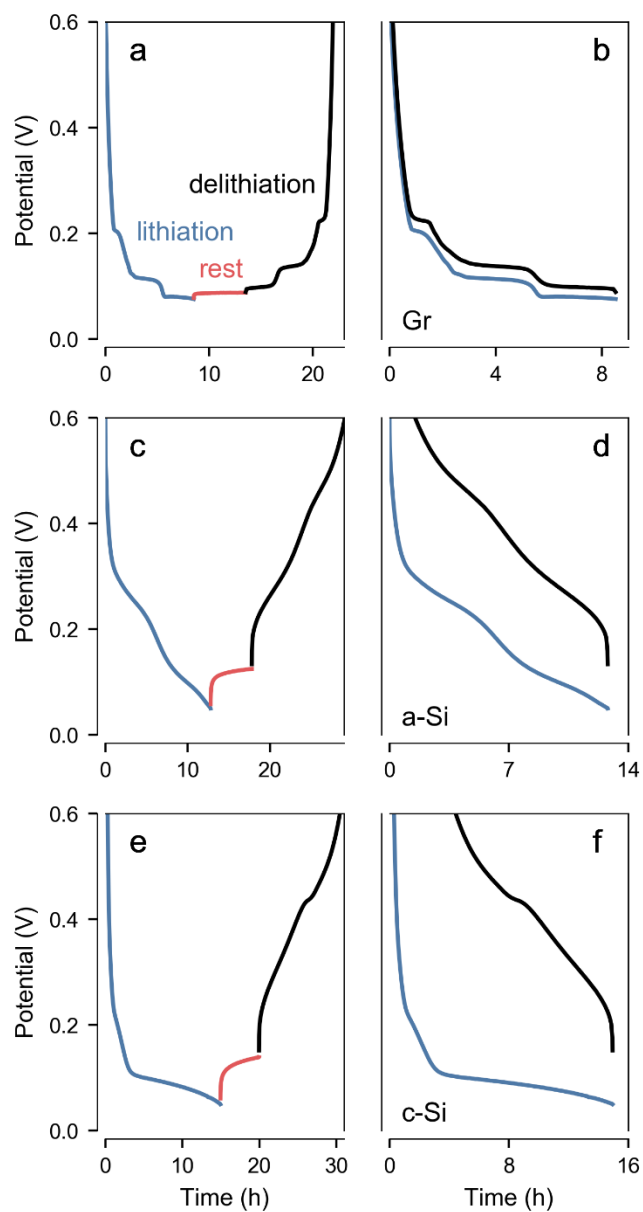 a
b
0.6
0.4
0.2
0.0
Potential (V)
lithiation
rest
delithiation
Gr
0
10
20
0
4
8
c
d
0.6
0.4
0.2
0.0
Potential (V)
a-Si
0
10
20
0
7
14
e
f
0.6
0.4
0.2
0.0
Potential (V)
c-Si
0
10
20
30
0
8
16
Time (h)
Time (h)